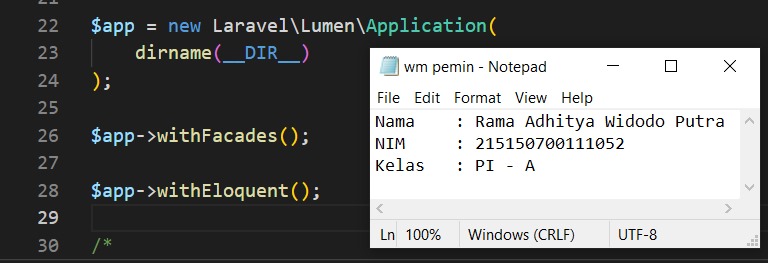 22 $app = new Laravel\Lumen\Application(
23     dirname(__DIR__)
24 );
25
26 $app->withFacades();
27
28 $app->withEloquent();
29
30 /*
wm pemin - Notepad
File Edit Format View Help
Nama    : Rama Adhitya Widodo Putra
NIM     : 215150700111052
Kelas   : PI - A
Ln 100% Windows (CRLF) UTF-8